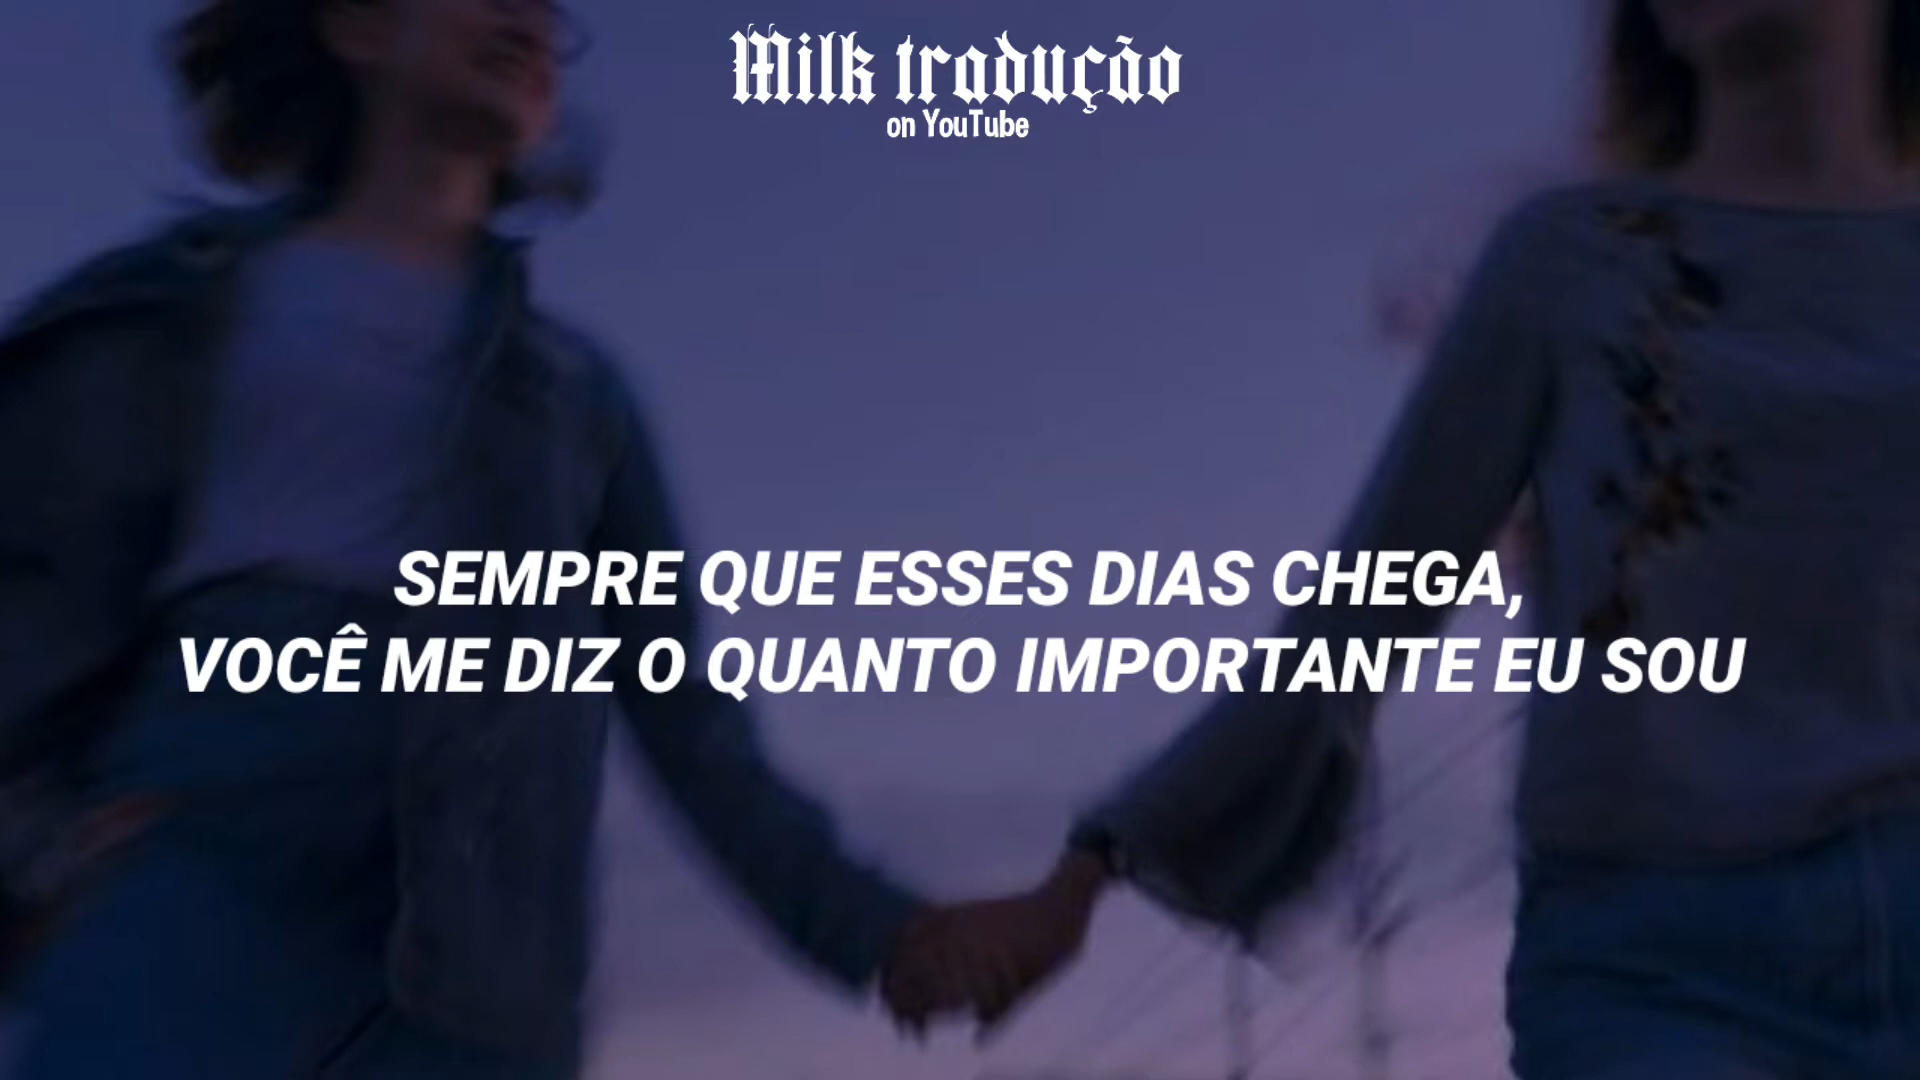 Milk tradução
on YouTube
SEMPRE QUE ESSES DIAS CHEGA,
VOCÊ ME DIZ O QUANTO IMPORTANTE EU SOU